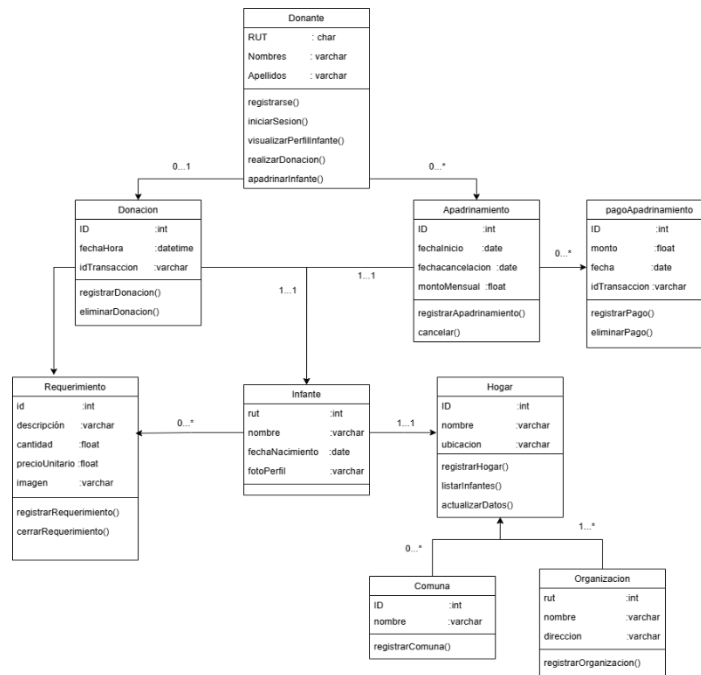 Donante
RUT : char
Nombres : varchar
Apellidos : varchar
registrarse()
iniciarSesion()
visualizarPerfilInfante()
realizarDonacion()
apadrinarInfante()
0...1
0...*
Donacion
ID :int
fechaHora :datetime
idTransaccion :varchar
registrarDonacion()
eliminarDonacion()
Apadrinamiento
ID :int
fechaInicio :date
fechacancelacion :date
montoMensual :float
registrarApadrinamiento()
cancelar()
pagoApadrinamiento
ID :int
monto :float
fecha :date
idTransaccion :varchar
registrarPago()
eliminarPago()
0...*
1...1
1...1
Requerimiento
id :int
descripción :varchar
cantidad :float
precioUnitario :float
imagen :varchar
registrarRequerimiento()
cerrarRequerimiento()
0...*
Infante
rut :int
nombre :varchar
fechaNacimiento :date
fotoPerfil :varchar
1...1
Hogar
ID :int
nombre :varchar
ubicacion :varchar
registrarHogar()
listarInfantes()
actualizarDatos()
0...*
1...*
Comuna
ID :int
nombre :varchar
registrarComuna()
Organizacion
rut :int
nombre :varchar
direccion :varchar
registrarOrganizacion()